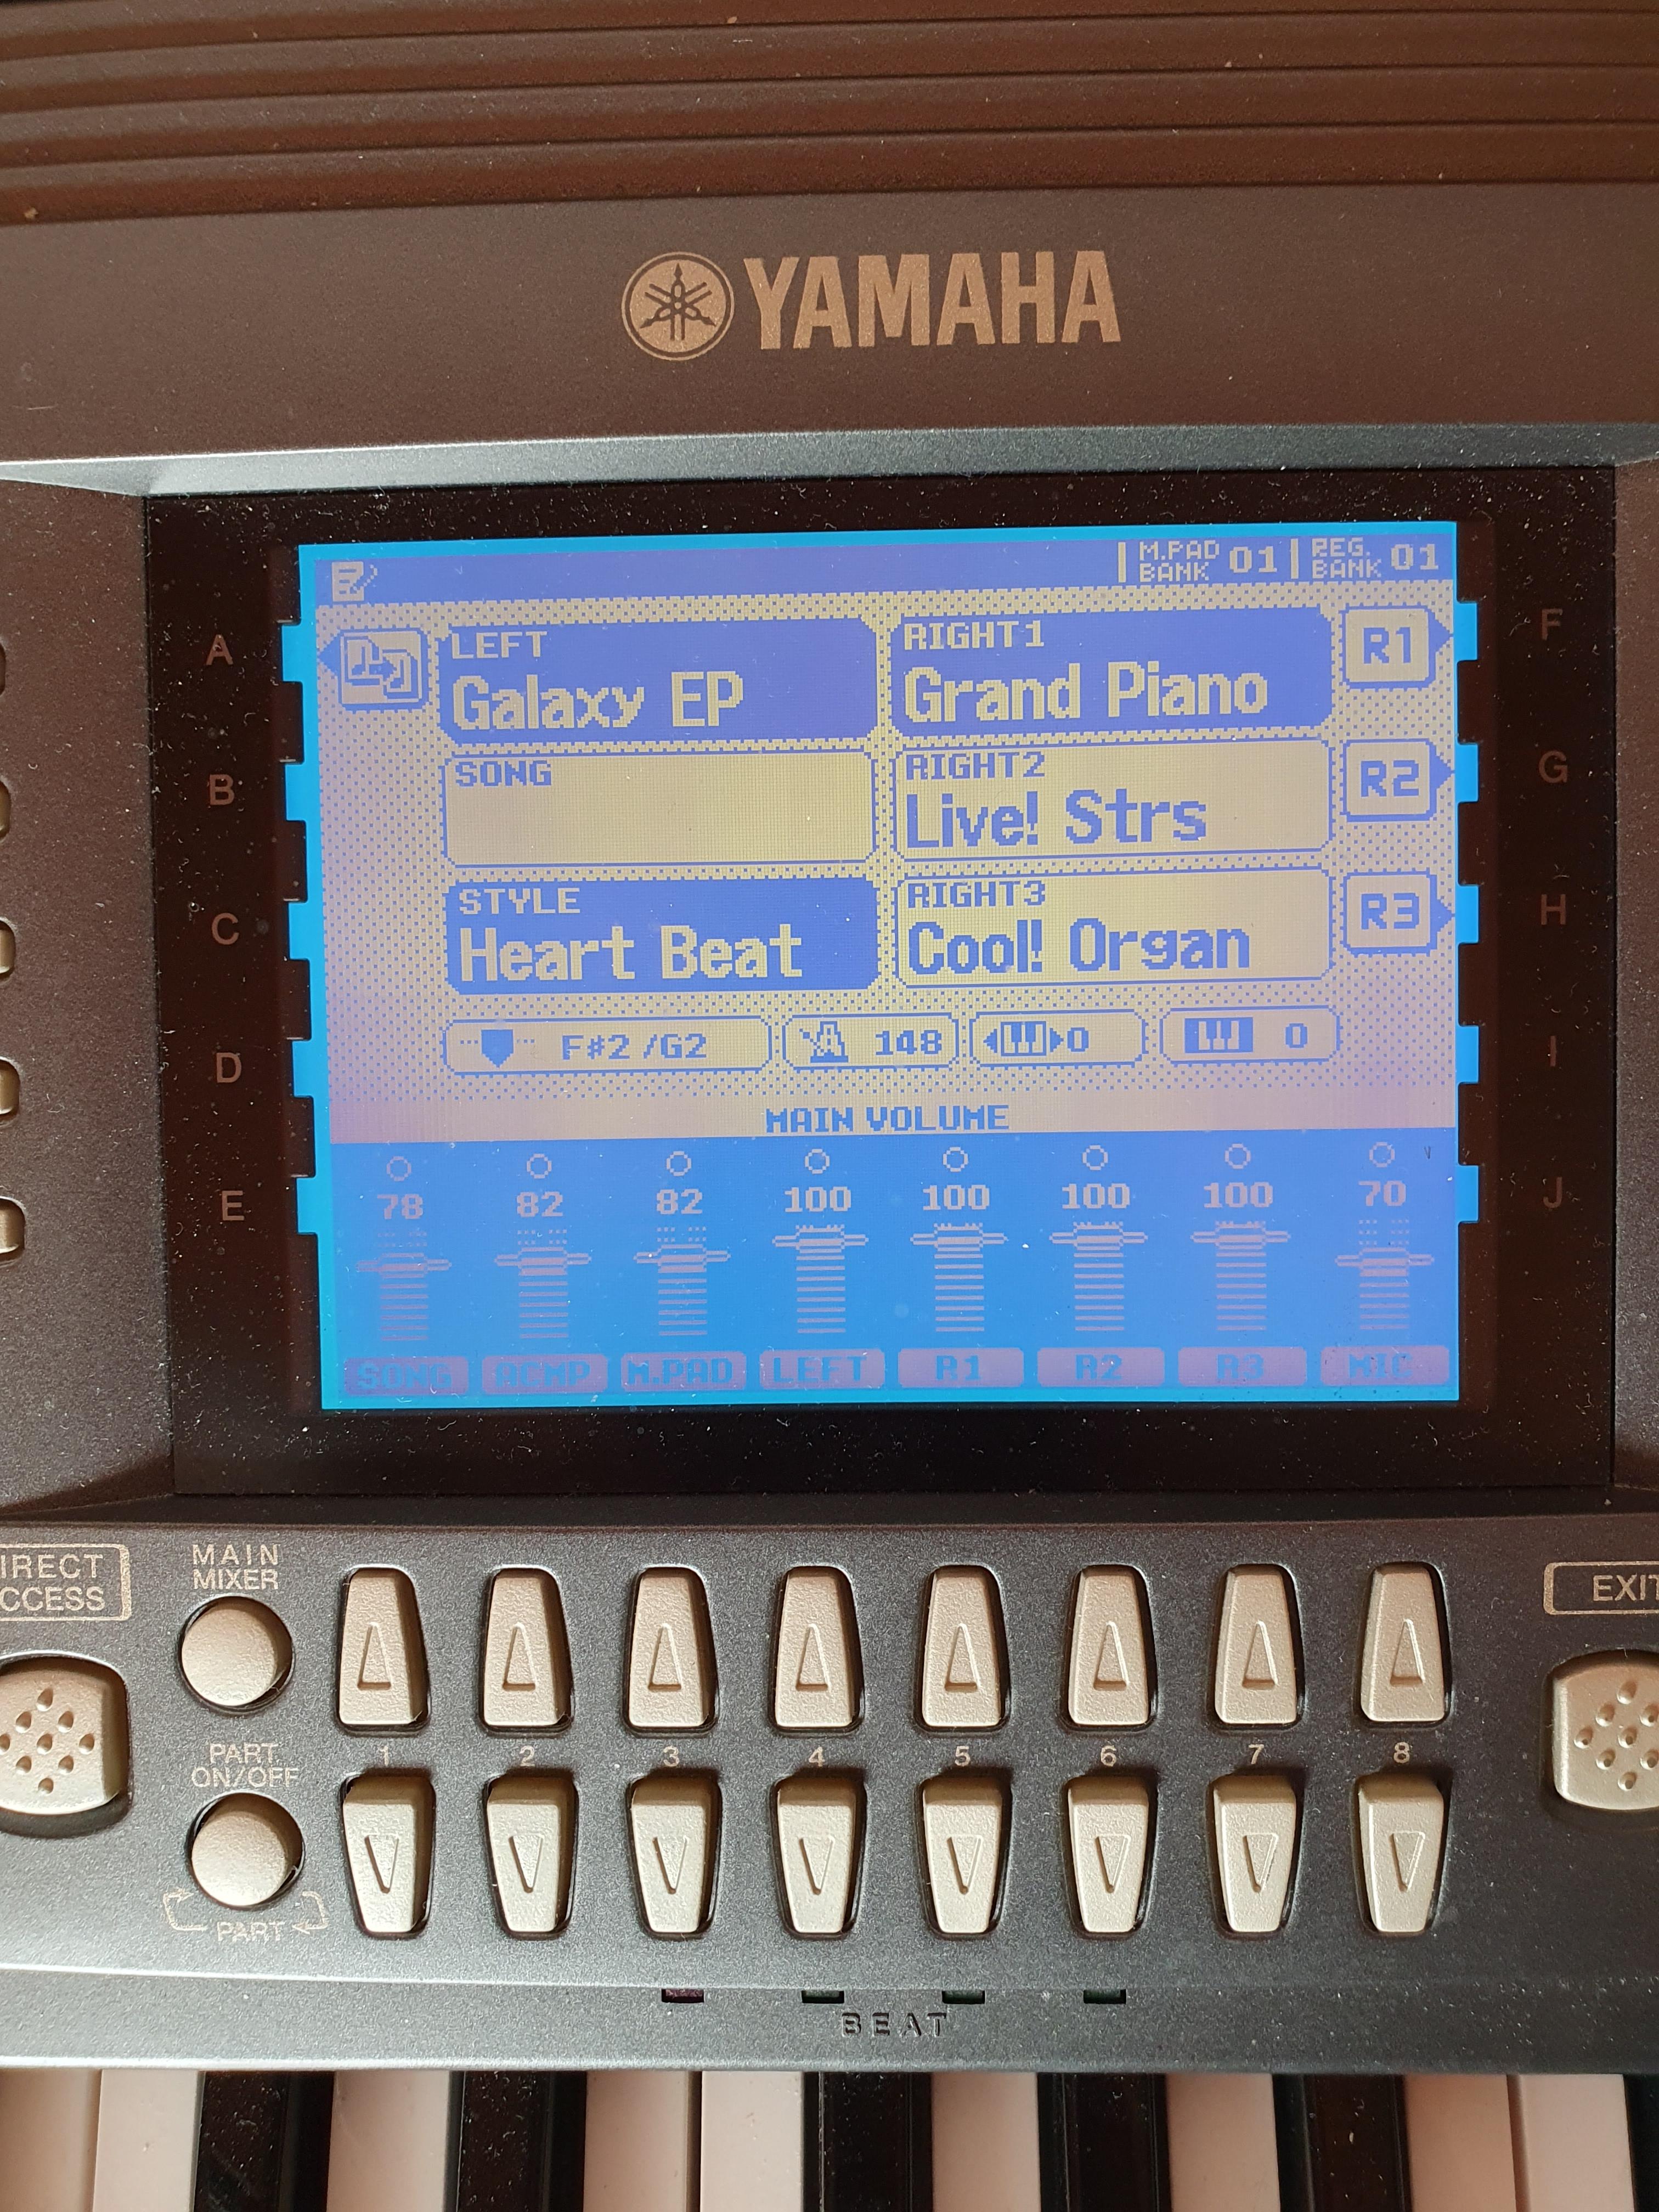 YAMAHA
M.PAD BANK 01 REG. BANK 01
A
LEFT
Galaxy EP
RIGHT1
Grand Piano
R1
F
B
SONG
RIGHT2
Live! Strs
R2
G
C
STYLE
Heart Beat
RIGHT3
Cool! Organ
R3
H
D
F#2 /G2
148
0
0
I
MAIN VOLUME
E
78 82 82 100 100 100 100 70
J
SONG ACMP M.PAD LEFT R1 R2 R3 MIC
IRECT
CCESS
MAIN
MIXER
EXIT
PART
ON/OFF
1 2 3 4 5 6 7 8
PART
BEAT